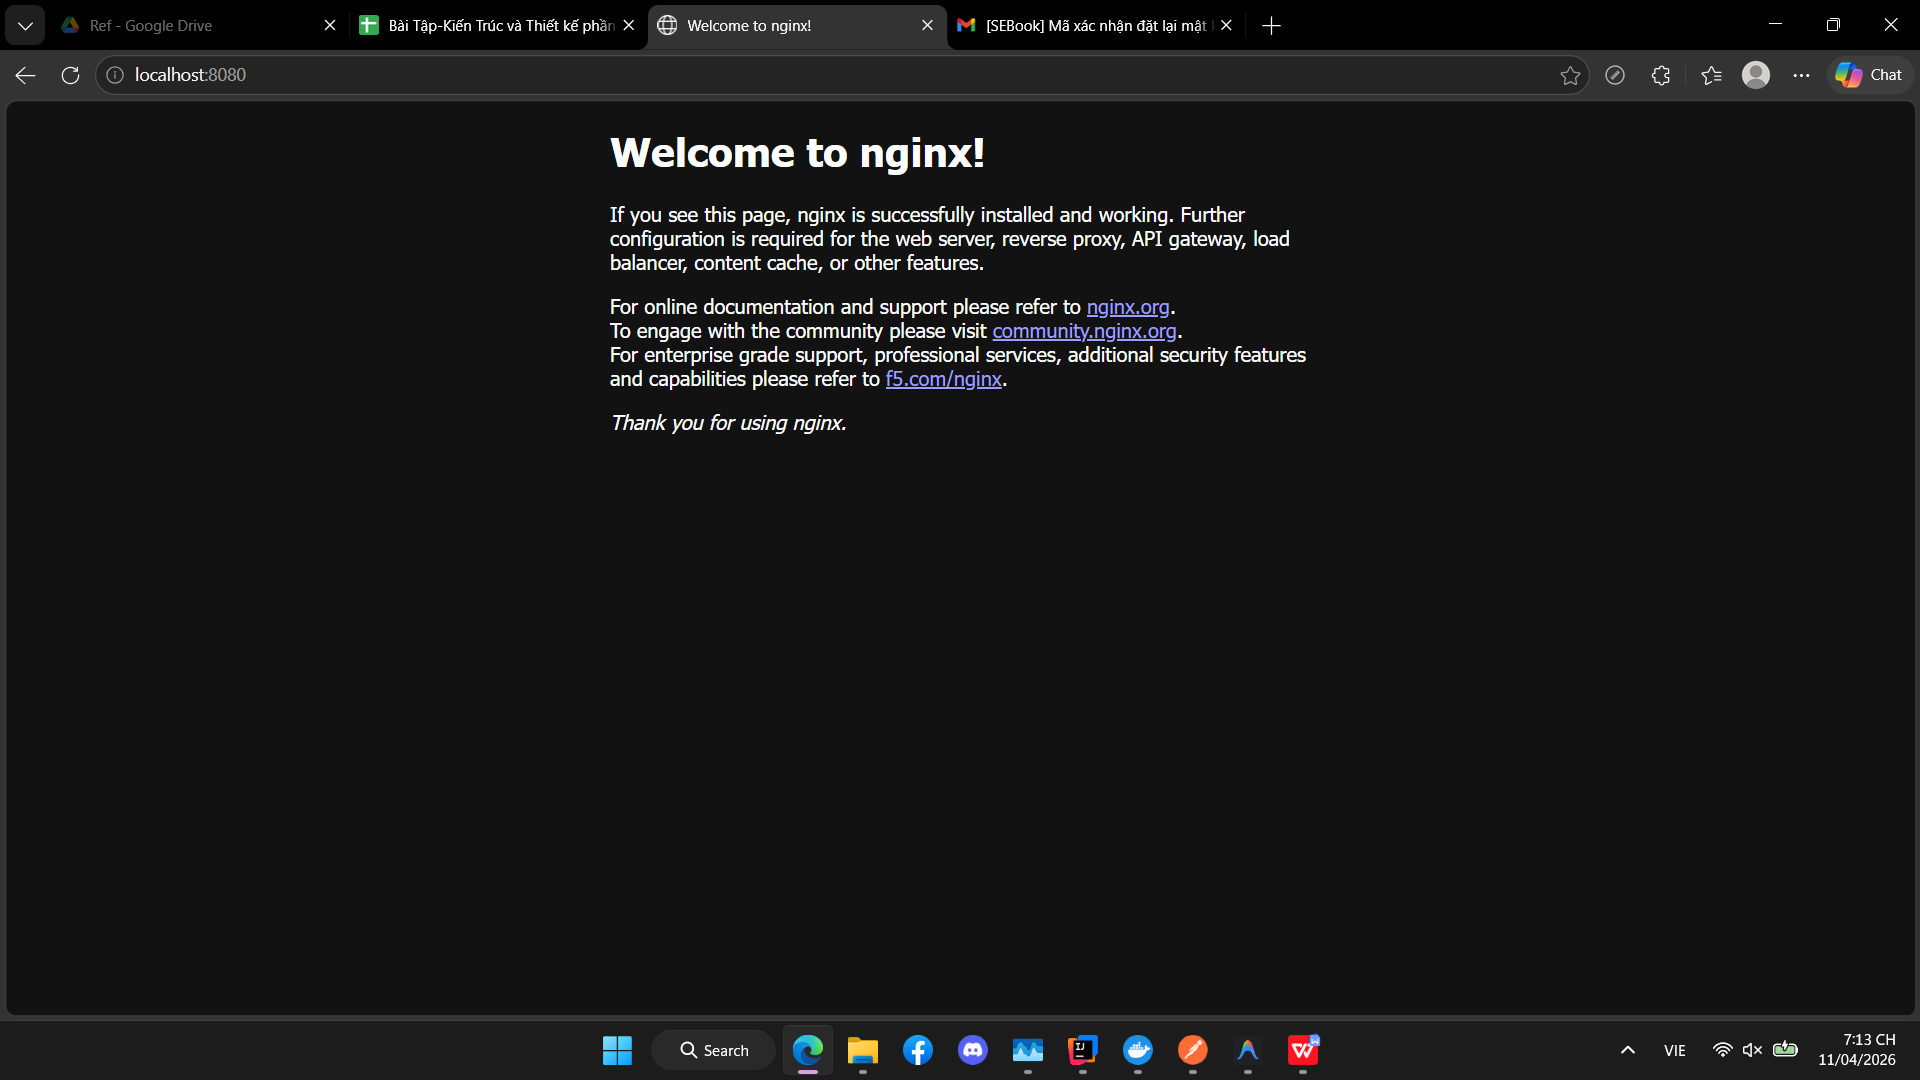 Ref - Google Drive
Bài Tập-Kiến Trúc và Thiết kế phần
Welcome to nginx!
[SEBook] Mã xác nhận đặt lại mật
localhost:8080
Chat
Welcome to nginx!
If you see this page, nginx is successfully installed and working. Further
configuration is required for the web server, reverse proxy, API gateway, load
balancer, content cache, or other features.
For online documentation and support please refer to nginx.org.
To engage with the community please visit community.nginx.org.
For enterprise grade support, professional services, additional security features
and capabilities please refer to f5.com/nginx.
Thank you for using nginx.
Search
VIE
7:13 CH
11/04/2026